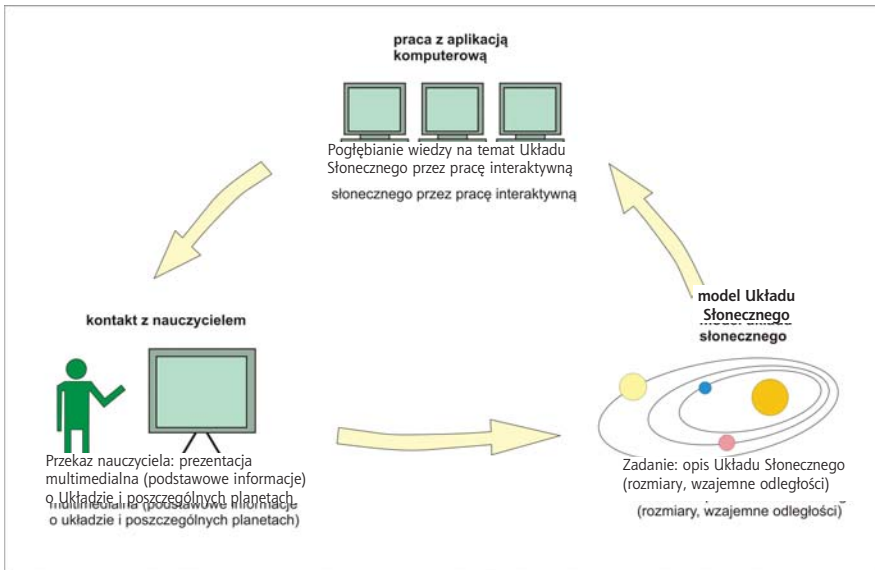 praca z aplikacją
komputerową
Pogłębianie wiedzy na temat Układu
Słonecznego przez pracę interaktywną
słonecznego przez pracę interaktywną
kontakt z nauczycielem
Przekaz nauczyciela: prezentacja
multimedialna (podstawowe informacje)
o Układzie i poszczególnych planetach
multimedialna (podstawowe informacje
o układzie i poszczególnych planetach)
model Układu
Słonecznego
słonecznego
Zadanie: opis Układu Słonecznego
(rozmiary, wzajemne odległości)
(rozmiary, wzajemne odległości)